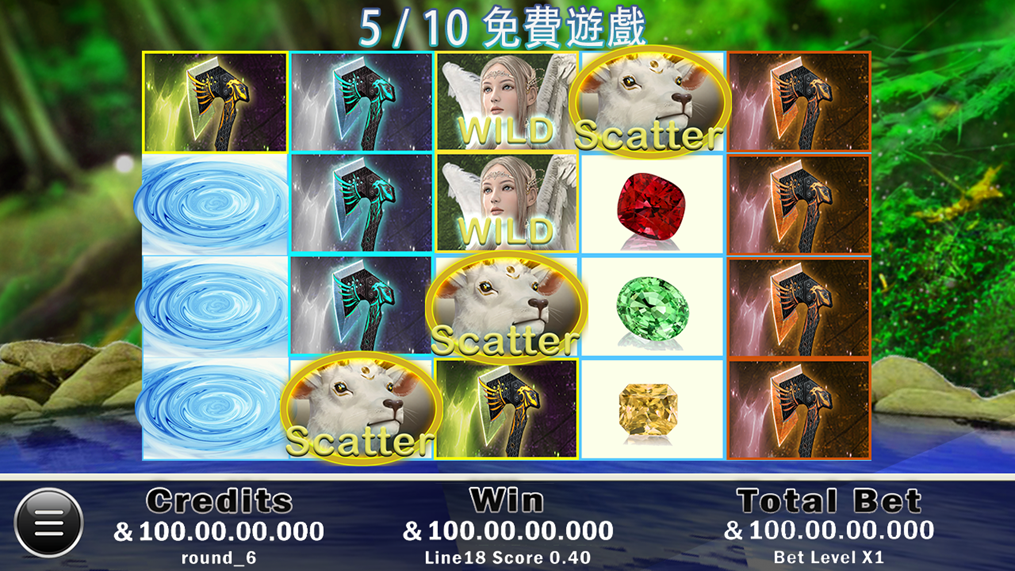 5 / 10 免費遊戲
WILD
Scatter
WILD
Scatter
Scatter
Credits
Win
Total Bet
& 100.00.00.000
& 100.00.00.000
& 100.00.00.000
round_6
Line18 Score 0.40
Bet Level X1